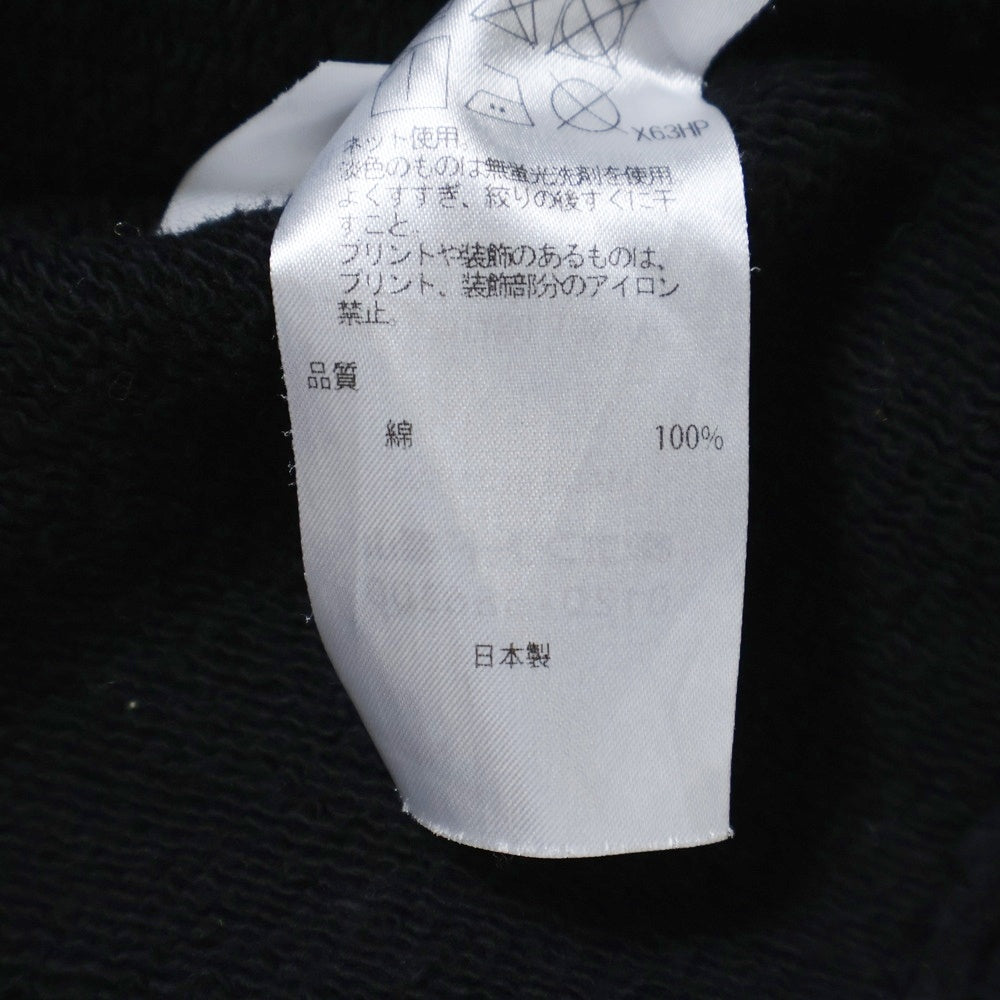 X63HP
ネット使用。
淡色のものは無蛍光洗剤を使用
よくすすぎ、絞りの後すぐに干
すこと。
プリントや装飾のあるものは、
プリント、装飾部分のアイロン
禁止。
品質
綿 100%
日本製